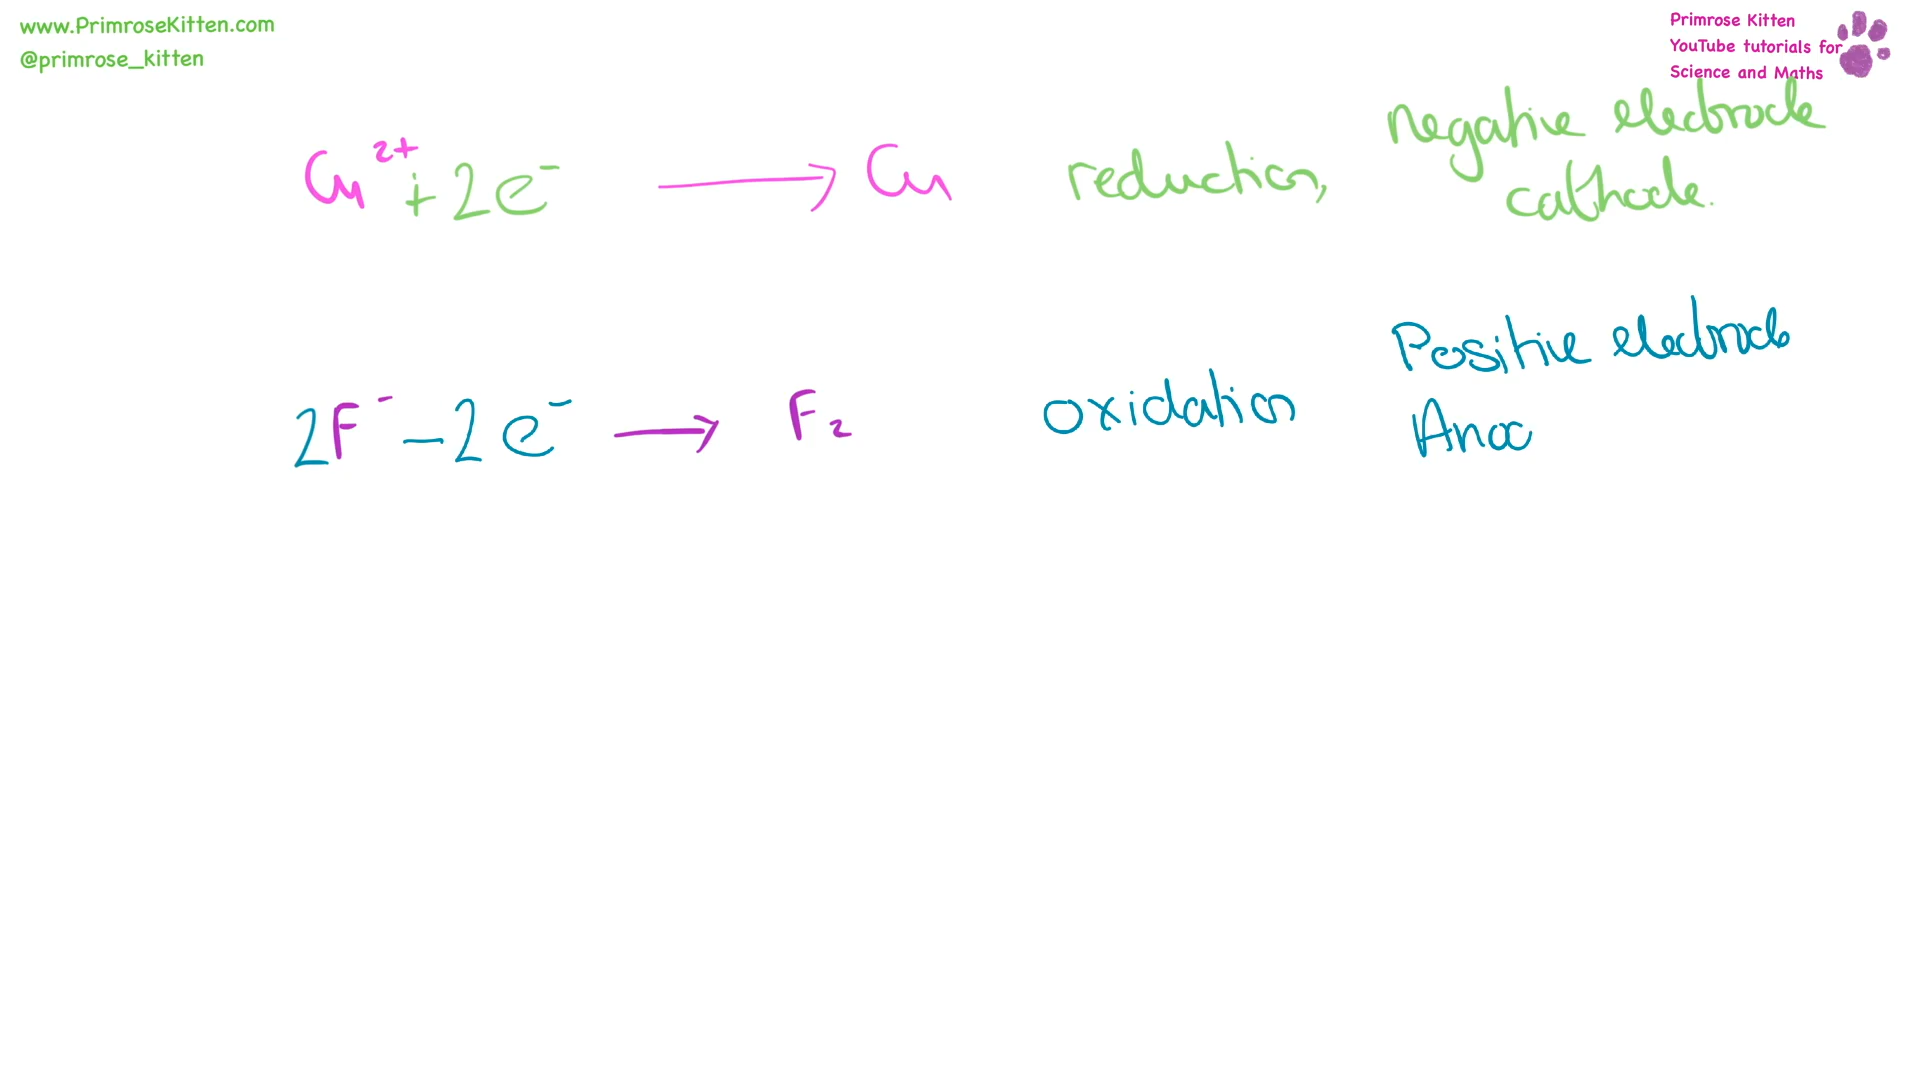 www.PrimroseKitten.com
@primrose_kitten
Primrose Kitten
YouTube tutorials for
Science and Maths
Cu²⁺ + 2e⁻ → Cu reduction, negative electrode
cathode.
2F⁻ – 2e⁻ → F₂ oxidation Positive electrode
Anoc